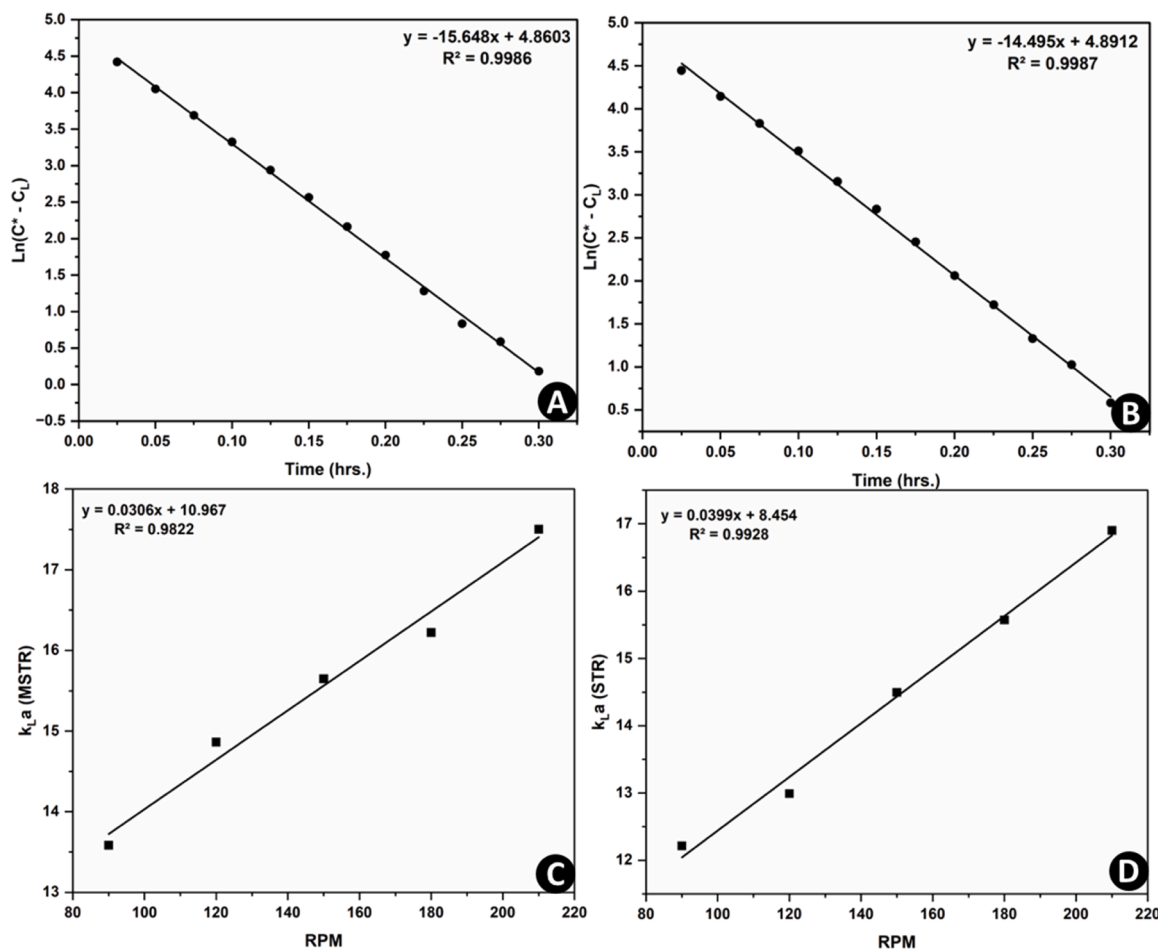 5.0
4.5
4.0
3.5
3.0
2.5
2.0
1.5
1.0
0.5
0.0
−0.5
Ln(C* - C_L)
y = -15.648x + 4.8603
R² = 0.9986
A
0.00 0.05 0.10 0.15 0.20 0.25 0.30
Time (hrs.)
5.0
4.5
4.0
3.5
3.0
2.5
2.0
1.5
1.0
0.5
Ln(C* - C_L)
y = -14.495x + 4.8912
R² = 0.9987
B
0.00 0.05 0.10 0.15 0.20 0.25 0.30
Time (hrs.)
18
17
16
15
14
13
k_La (MSTR)
y = 0.0306x + 10.967
R² = 0.9822
C
80 100 120 140 160 180 200 220
RPM
17
16
15
14
13
12
k_La (STR)
y = 0.0399x + 8.454
R² = 0.9928
D
80 100 120 140 160 180 200 220
RPM